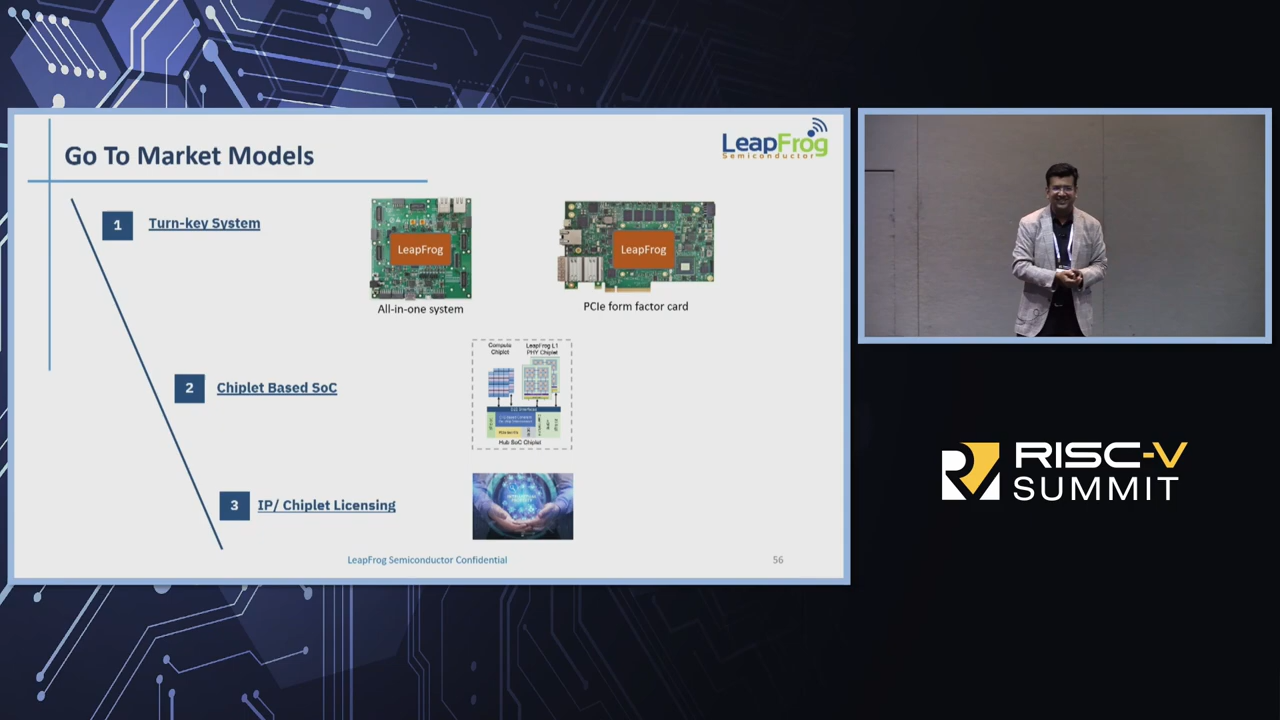 Go To Market Models
LeapFrog
Semiconductor
1 Turn-key System
LeapFrog
LeapFrog
All-in-one system
PCIe form factor card
2 Chiplet Based SoC
Compute
Chiplet
LeapFrog L1
PHY Chiplet
Hub SoC Chiplet
3 IP/ Chiplet Licensing
LeapFrog Semiconductor Confidential
56
RISC-V
SUMMIT